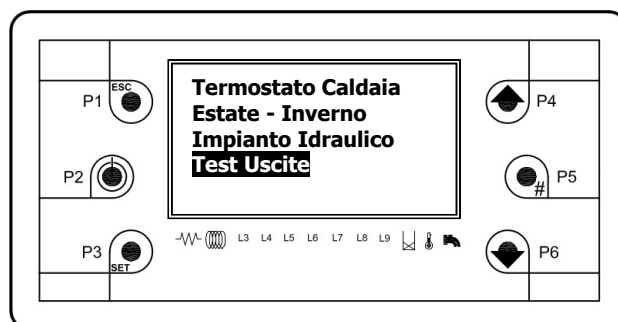 Termostato Caldaia
Estate - Inverno
Impianto Idraulico
Test Uscite
P1 ESC
P4
P2
P5 #
P3 SET
P6
L3 L4 L5 L6 L7 L8 L9